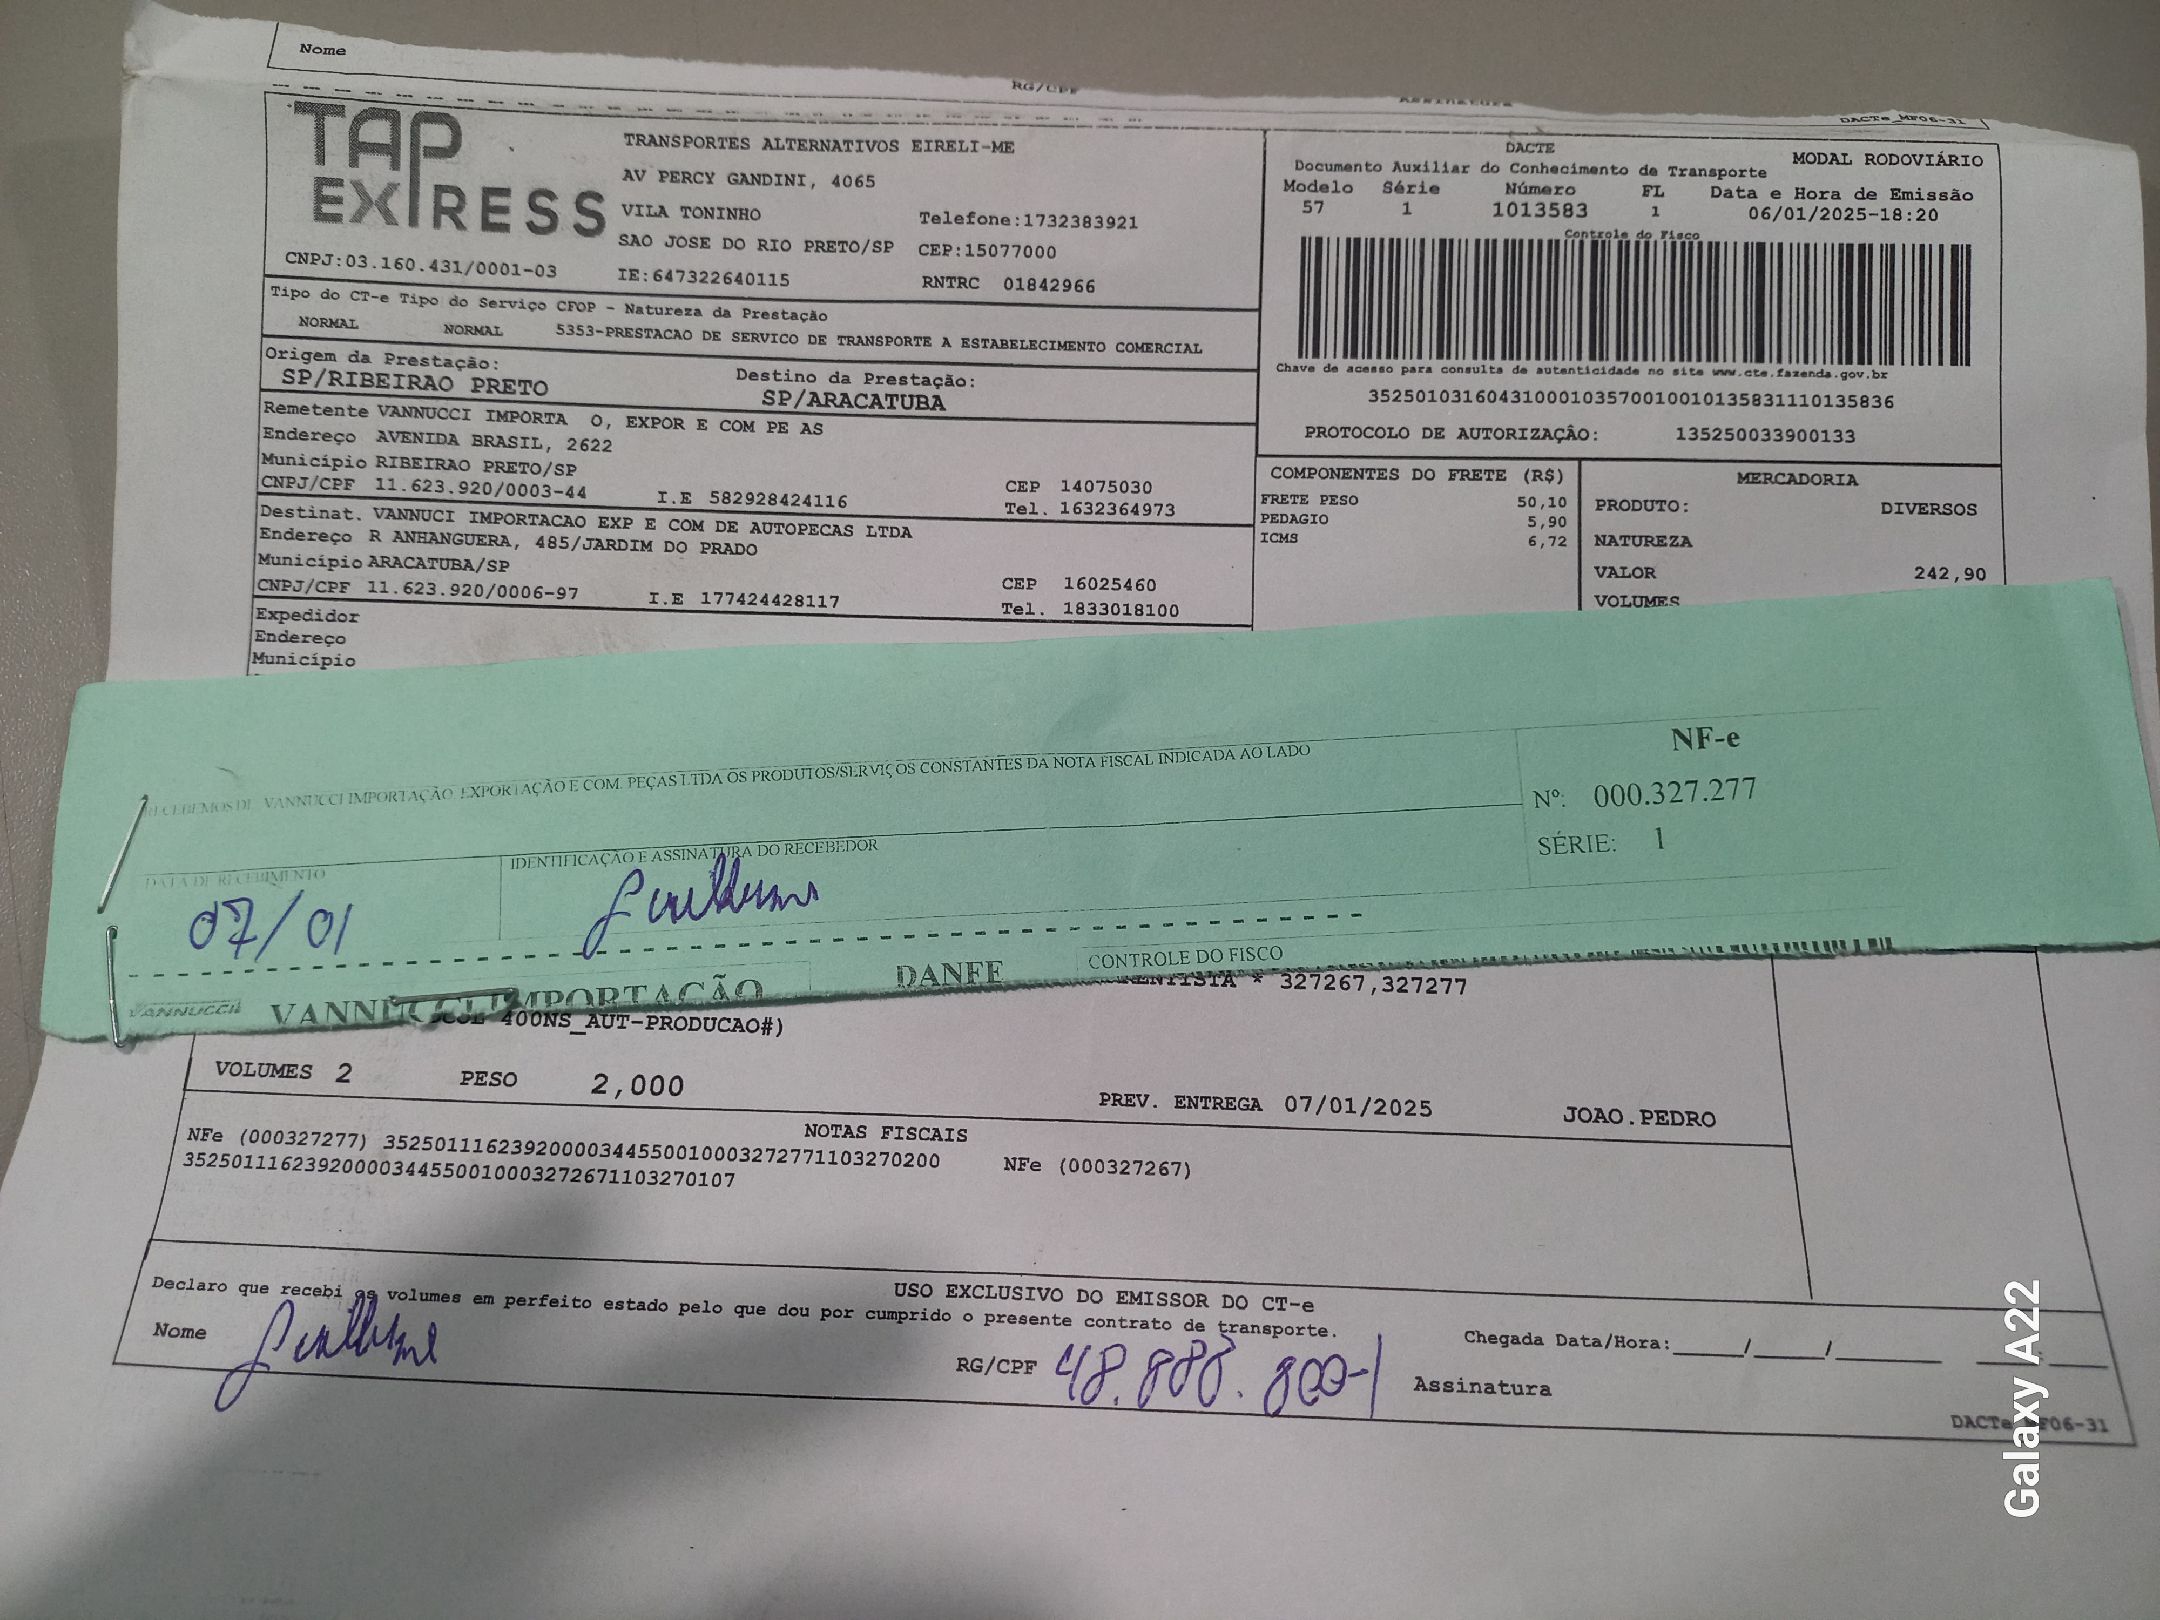 Nome
RG/CPF
ASSINATURA
DACTe_MF06-31
TAP EXPRESS
TRANSPORTES ALTERNATIVOS EIRELI-ME
AV PERCY GANDINI, 4065
VILA TONINHO Telefone:1732383921
SAO JOSE DO RIO PRETO/SP CEP:15077000
CNPJ:03.160.431/0001-03 IE:647322640115 RNTRC 01842966
DACTE
MODAL RODOVIÁRIO
Documento Auxiliar do Conhecimento de Transporte
Modelo Série Número FL Data e Hora de Emissão
57 1 1013583 1 06/01/2025-18:20
Controle do Fisco
Chave de acesso para consulta de autenticidade no site www.cte.fazenda.gov.br
35250103160431000103570010010135831110135836
PROTOCOLO DE AUTORIZAÇÃO: 135250033900133
Tipo do CT-e Tipo do Serviço CFOP - Natureza da Prestação
NORMAL NORMAL 5353-PRESTACAO DE SERVICO DE TRANSPORTE A ESTABELECIMENTO COMERCIAL
Origem da Prestação: Destino da Prestação:
SP/RIBEIRAO PRETO SP/ARACATUBA
Remetente VANNUCCI IMPORTA O, EXPOR E COM PE AS
Endereço AVENIDA BRASIL, 2622
Município RIBEIRAO PRETO/SP CEP 14075030
CNPJ/CPF 11.623.920/0003-44 I.E 582928424116 Tel. 1632364973
Destinat. VANNUCI IMPORTACAO EXP E COM DE AUTOPECAS LTDA
Endereço R ANHANGUERA, 485/JARDIM DO PRADO
Município ARACATUBA/SP CEP 16025460
CNPJ/CPF 11.623.920/0006-97 I.E 177424428117 Tel. 1833018100
Expedidor
Endereço
Município
COMPONENTES DO FRETE (R$)
FRETE PESO 50,10
PEDAGIO 5,90
ICMS 6,72
MERCADORIA
PRODUTO: DIVERSOS
NATUREZA
VALOR 242,90
VOLUMES
RECEBEMOS DE VANNUCCI IMPORTAÇÃO, EXPORTAÇÃO E COM. PEÇAS LTDA OS PRODUTOS/SERVIÇOS CONSTANTES DA NOTA FISCAL INDICADA AO LADO
NF-e
Nº: 000.327.277
SÉRIE: 1
DATA DE RECEBIMENTO
IDENTIFICAÇÃO E ASSINATURA DO RECEBEDOR
07/01
VANNUCCI
VANNUCCI IMPORTAÇÃO
DANFE
CONTROLE DO FISCO
* 327267,327277
400NS_AUT-PRODUCAO#)
VOLUMES 2 PESO 2,000
PREV. ENTREGA 07/01/2025 JOAO.PEDRO
NOTAS FISCAIS
NFe (000327277) 35250111623920000344550010003272771103270200 NFe (000327267)
35250111623920000344550010003272671103270107
USO EXCLUSIVO DO EMISSOR DO CT-e
Declaro que recebi os volumes em perfeito estado pelo que dou por cumprido o presente contrato de transporte.
Nome
RG/CPF 48.888.800-1
Chegada Data/Hora:_____/_____/_____
Assinatura
DACTe_MF06-31
Galaxy A22